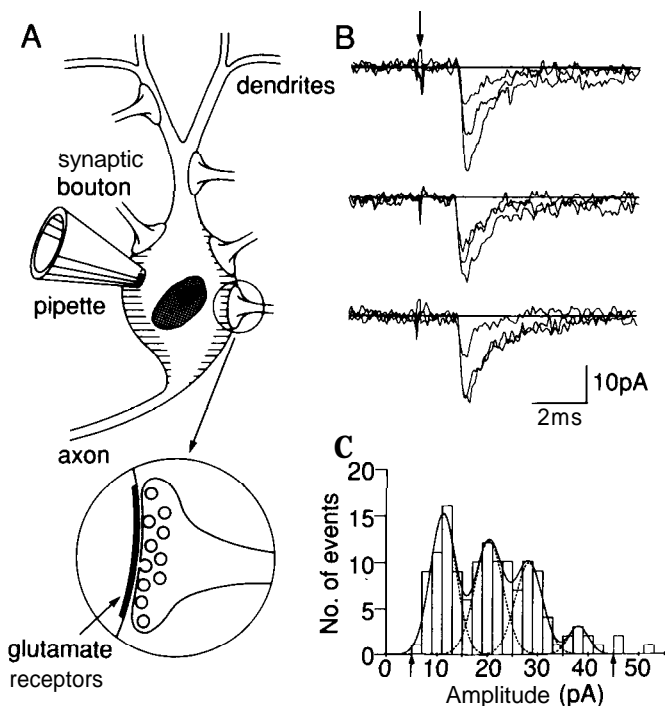 A
dendrites
synaptic
bouton
pipette
axon
glutamate
receptors
B
10pA
2ms
C
20
15
10
5
0
No. of events
0 10 20 30 40 50
Amplitude (pA)